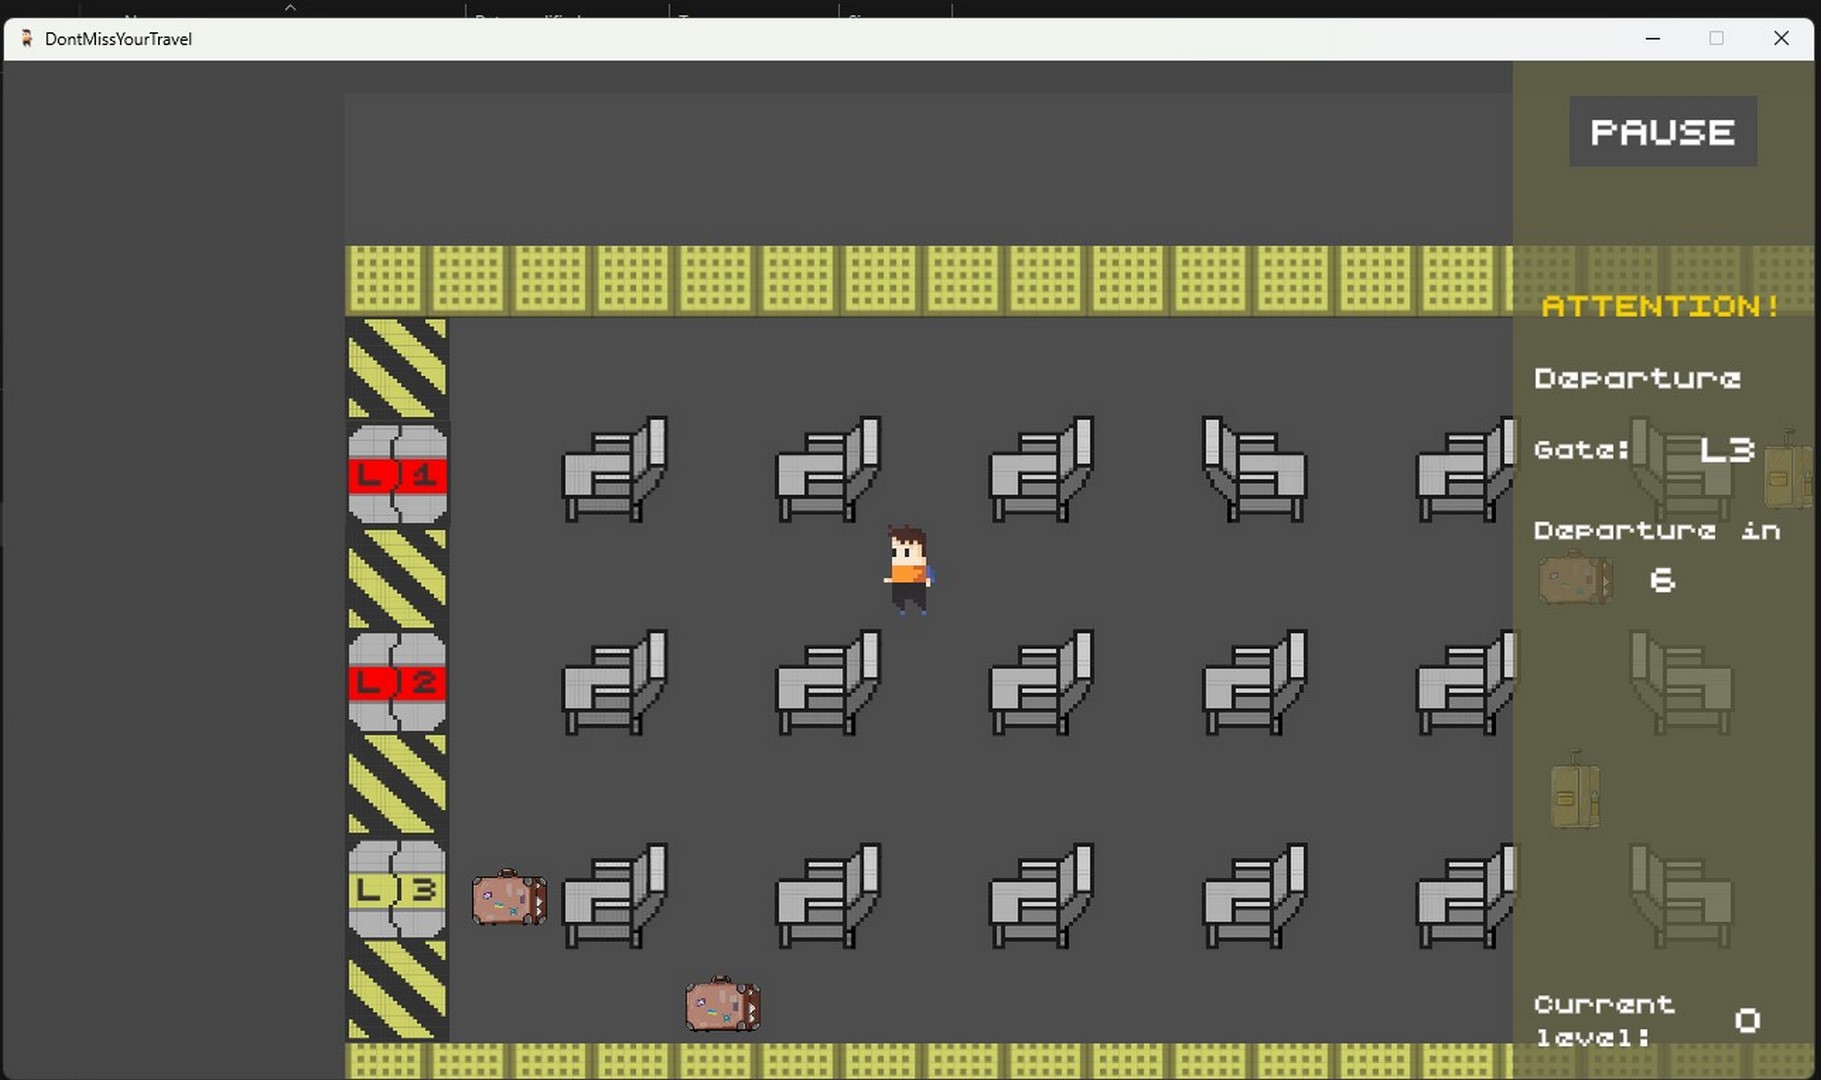 DontMissYourTravel
PAUSE
ATTENTION!
Departure
L 1
Gate: L3
Departure in
6
L 2
L 3
Current
level: 0